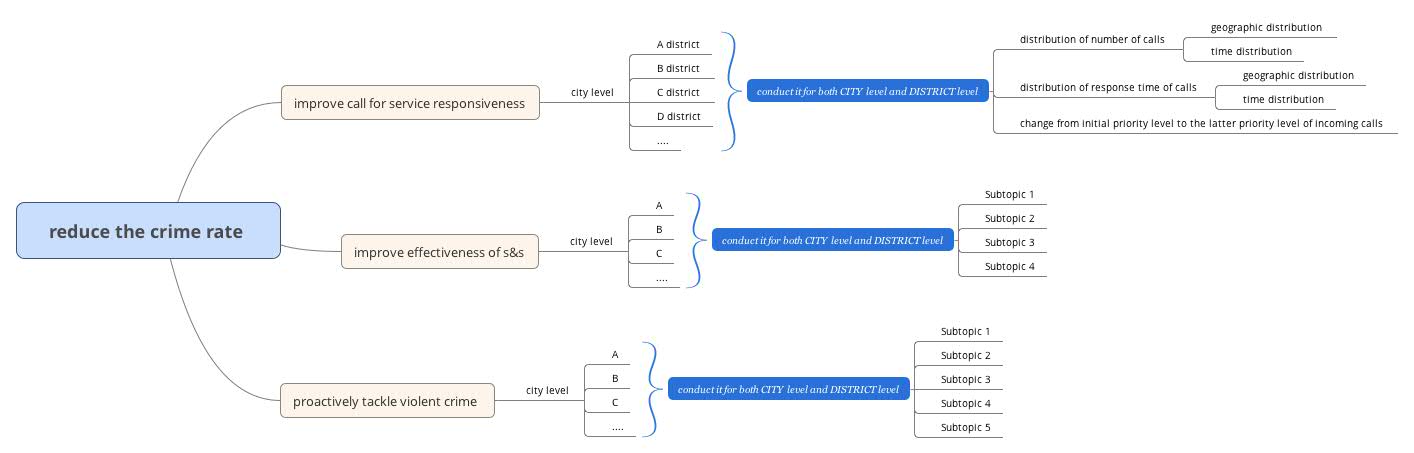 reduce the crime rate
improve call for service responsiveness
city level
A district
B district
C district
D district
....
conduct it for both CITY level and DISTRICT level
distribution of number of calls
geographic distribution
time distribution
distribution of response time of calls
geographic distribution
time distribution
change from initial priority level to the latter priority level of incoming calls
improve effectiveness of s&s
city level
A
B
C
....
conduct it for both CITY level and DISTRICT level
Subtopic 1
Subtopic 2
Subtopic 3
Subtopic 4
proactively tackle violent crime
city level
A
B
C
....
conduct it for both CITY level and DISTRICT level
Subtopic 1
Subtopic 2
Subtopic 3
Subtopic 4
Subtopic 5